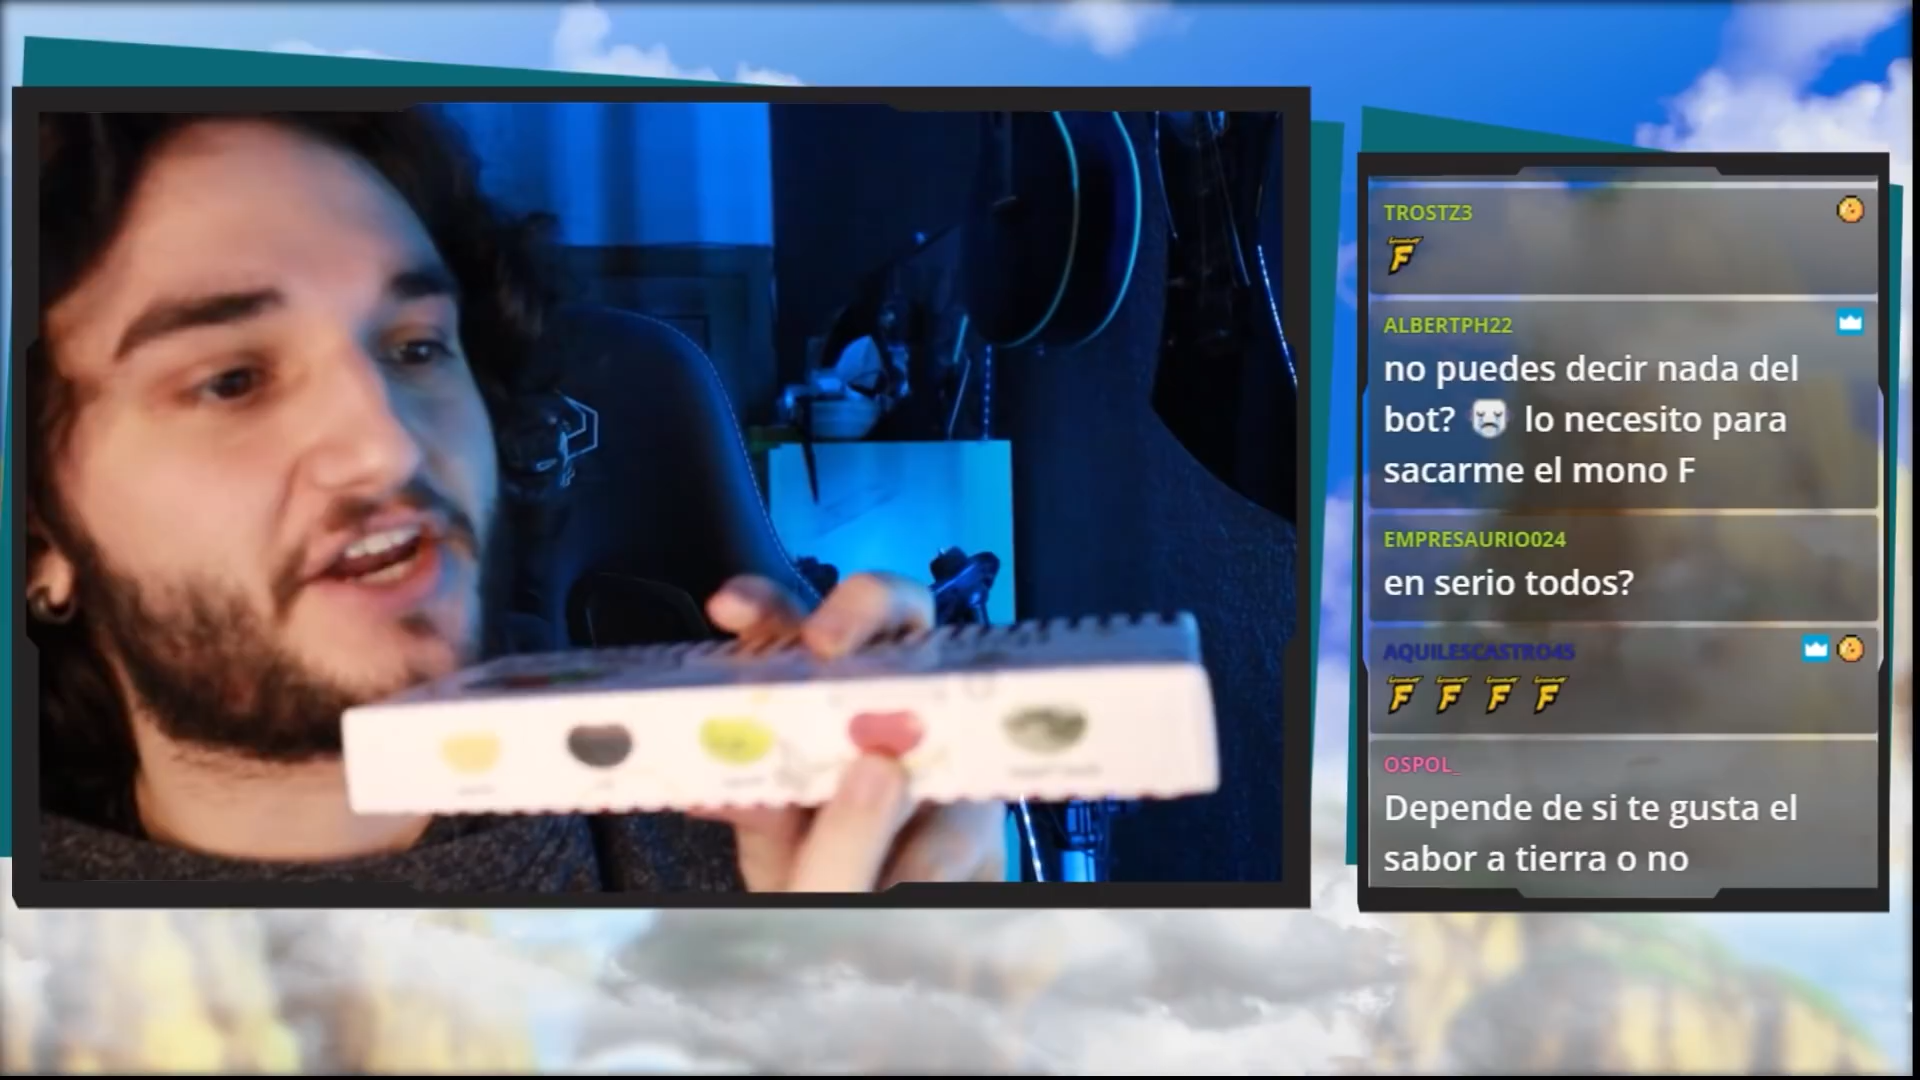 TROSTZ3
F
ALBERTPH22
no puedes decir nada del
bot? lo necesito para
sacarme el mono F
EMPRESAURIO024
en serio todos?
AQUILESCASTRO45
F F F F
OSPOL_
Depende de si te gusta el
sabor a tierra o no